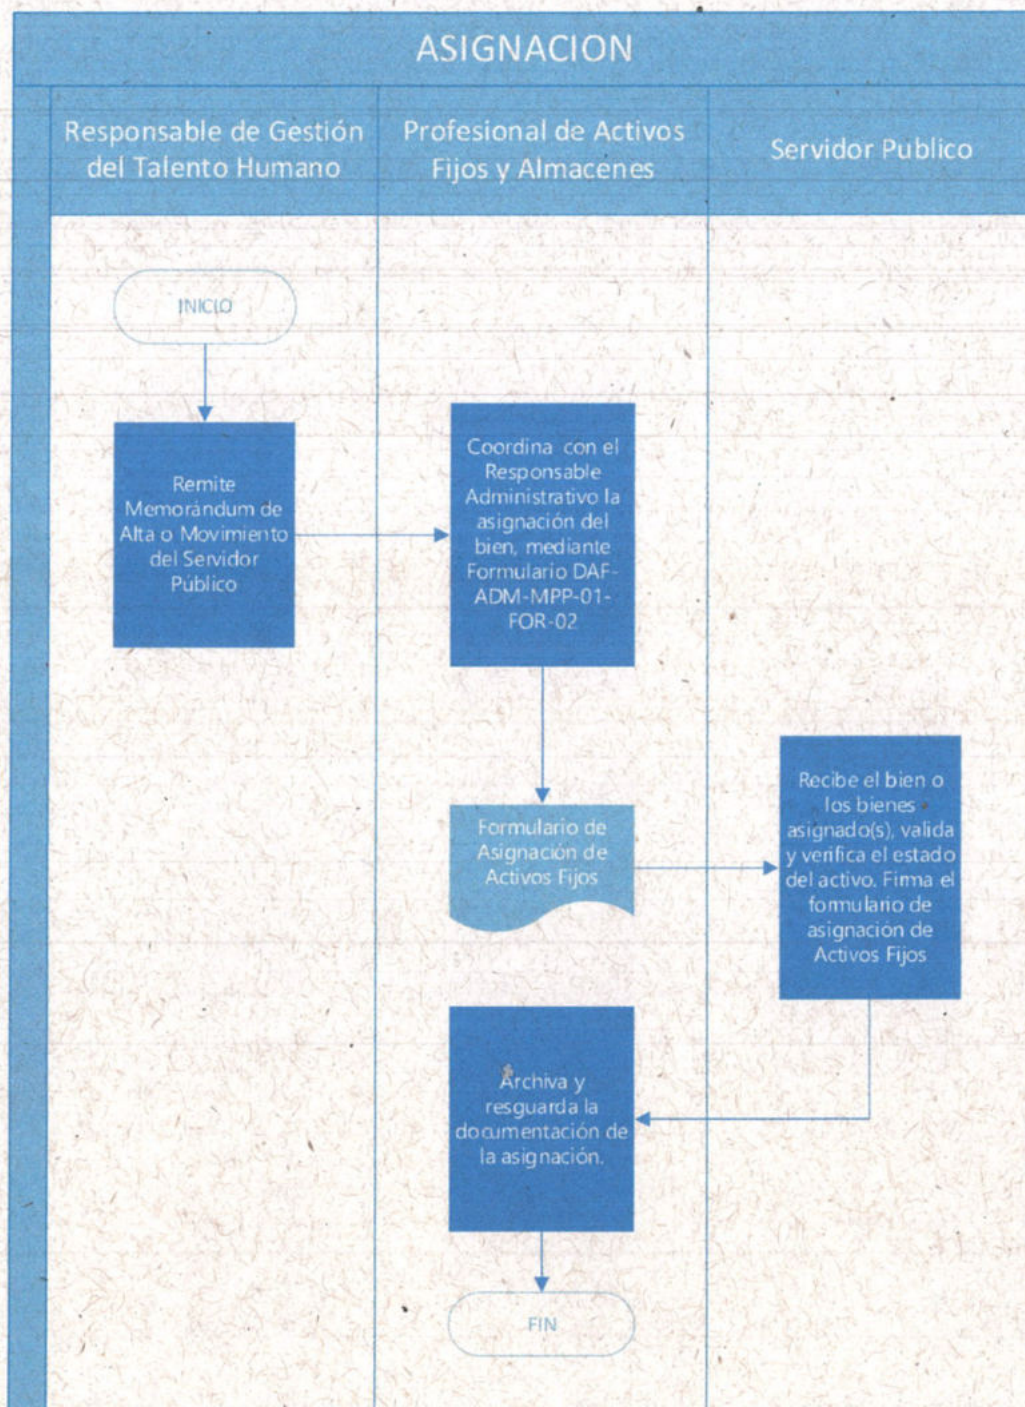 ASIGNACION
Responsable de Gestión
del Talento Humano
Profesional de Activos
Fijos y Almacenes
Servidor Publico
INICIO
Remite
Memorándum de
Alta o Movimiento
del Servidor
Público
Coordina con el
Responsable
Administrativo la
asignación del
bien, mediante
Formulario DAF-
ADM-MPP-01-
FOR-02
Formulario de
Asignación de
Activos Fijos
Recibe el bien o
los bienes
asignado(s), valida
y verifica el estado
del activo. Firma el
formulario de
asignación de
Activos Fijos
Archiva y
resguarda la
documentación de
la asignación.
FIN